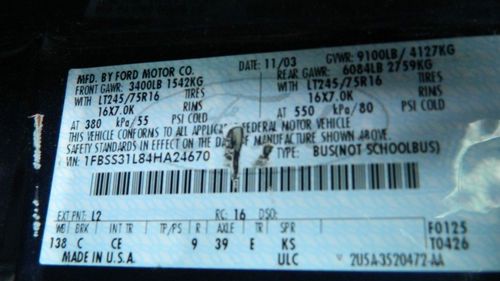 MFD. BY FORD MOTOR CO.
DATE: 11/03 GVWR: 9100LB/ 4127KG
FRONT GAWR: 3400LB 1542KG REAR GAWR: 6084LB 2759KG
WITH LT245/75R16 TIRES WITH LT245/75R16 TIRES
16X7.0K RIMS 16X7.0K RIMS
AT 380 kPa/55 PSI COLD AT 550 kPa/80 PSI COLD
THIS VEHICLE CONFORMS TO ALL FEDERAL MOTOR VEHICLE
SAFETY STANDARDS IN EFFECT ON THE DATE OF MANUFACTURE SHOWN ABOVE.
1FBSS31L84HA24670 TYPE: BUS(NOT SCHOOLBUS)
EXT PNT: L2 RC: 16 DSO:
WB BRK INT TR TP/PS R AXLE TR SPR F0125
138 C CE 9 39 E KS T0426
MADE IN U.S.A. ULC 2U5A-3520472-AA